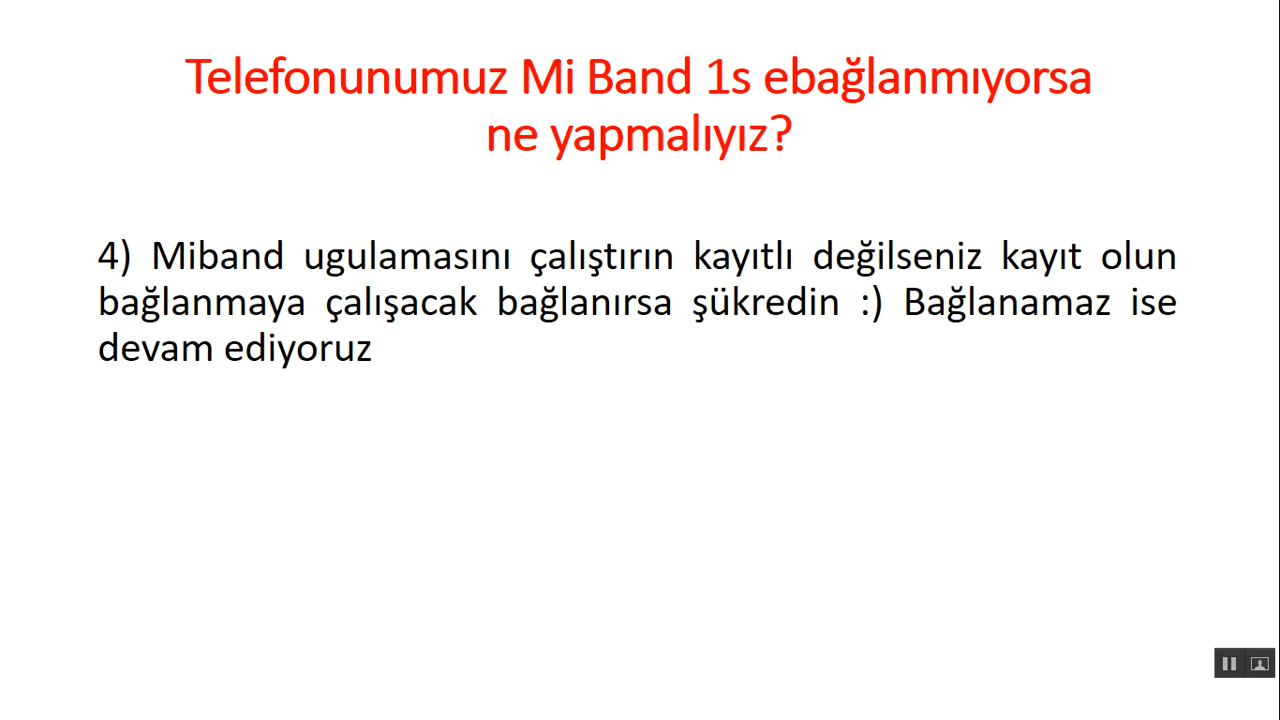 Telefonunumuz Mi Band 1s ebağlanmıyorsa
ne yapmalıyız?
4) Miband ugulamasını çalıştırın kayıtlı değilseniz kayıt olun
bağlanmaya çalışacak bağlanırsa şükredin :) Bağlanamaz ise
devam ediyoruz